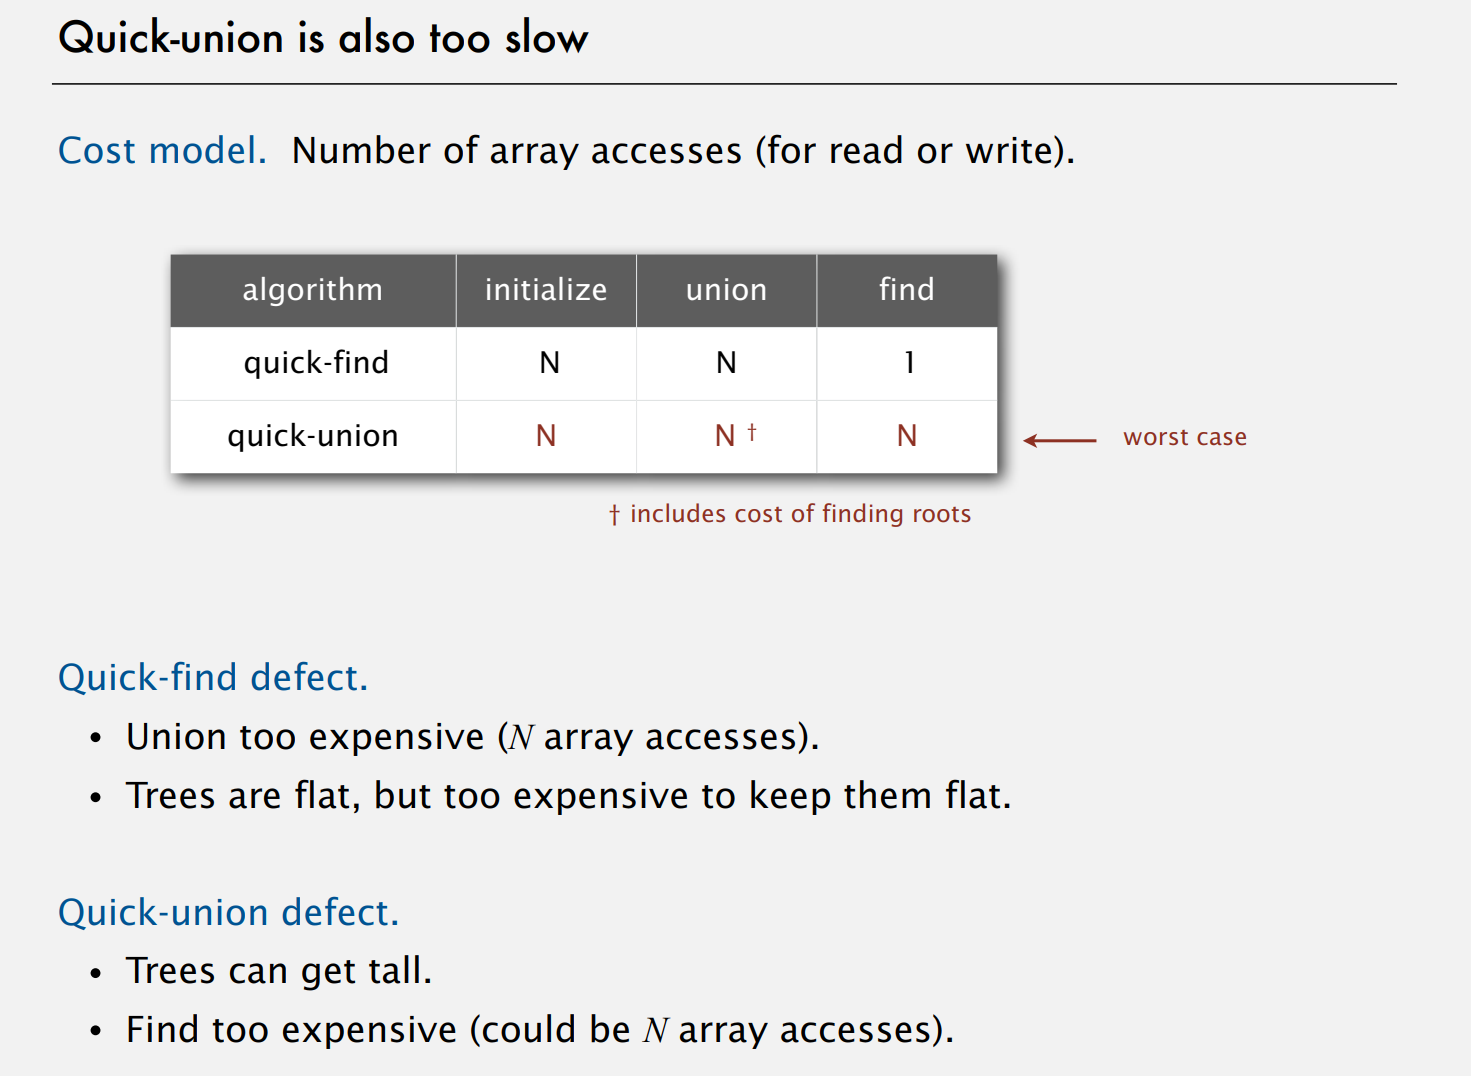 Quick-union is also too slow
Cost model. Number of array accesses (for read or write).
algorithm initialize union find
quick-find N N 1
quick-union N N † N worst case
† includes cost of finding roots
Quick-find defect.
• Union too expensive (N array accesses).
• Trees are flat, but too expensive to keep them flat.
Quick-union defect.
• Trees can get tall.
• Find too expensive (could be N array accesses).